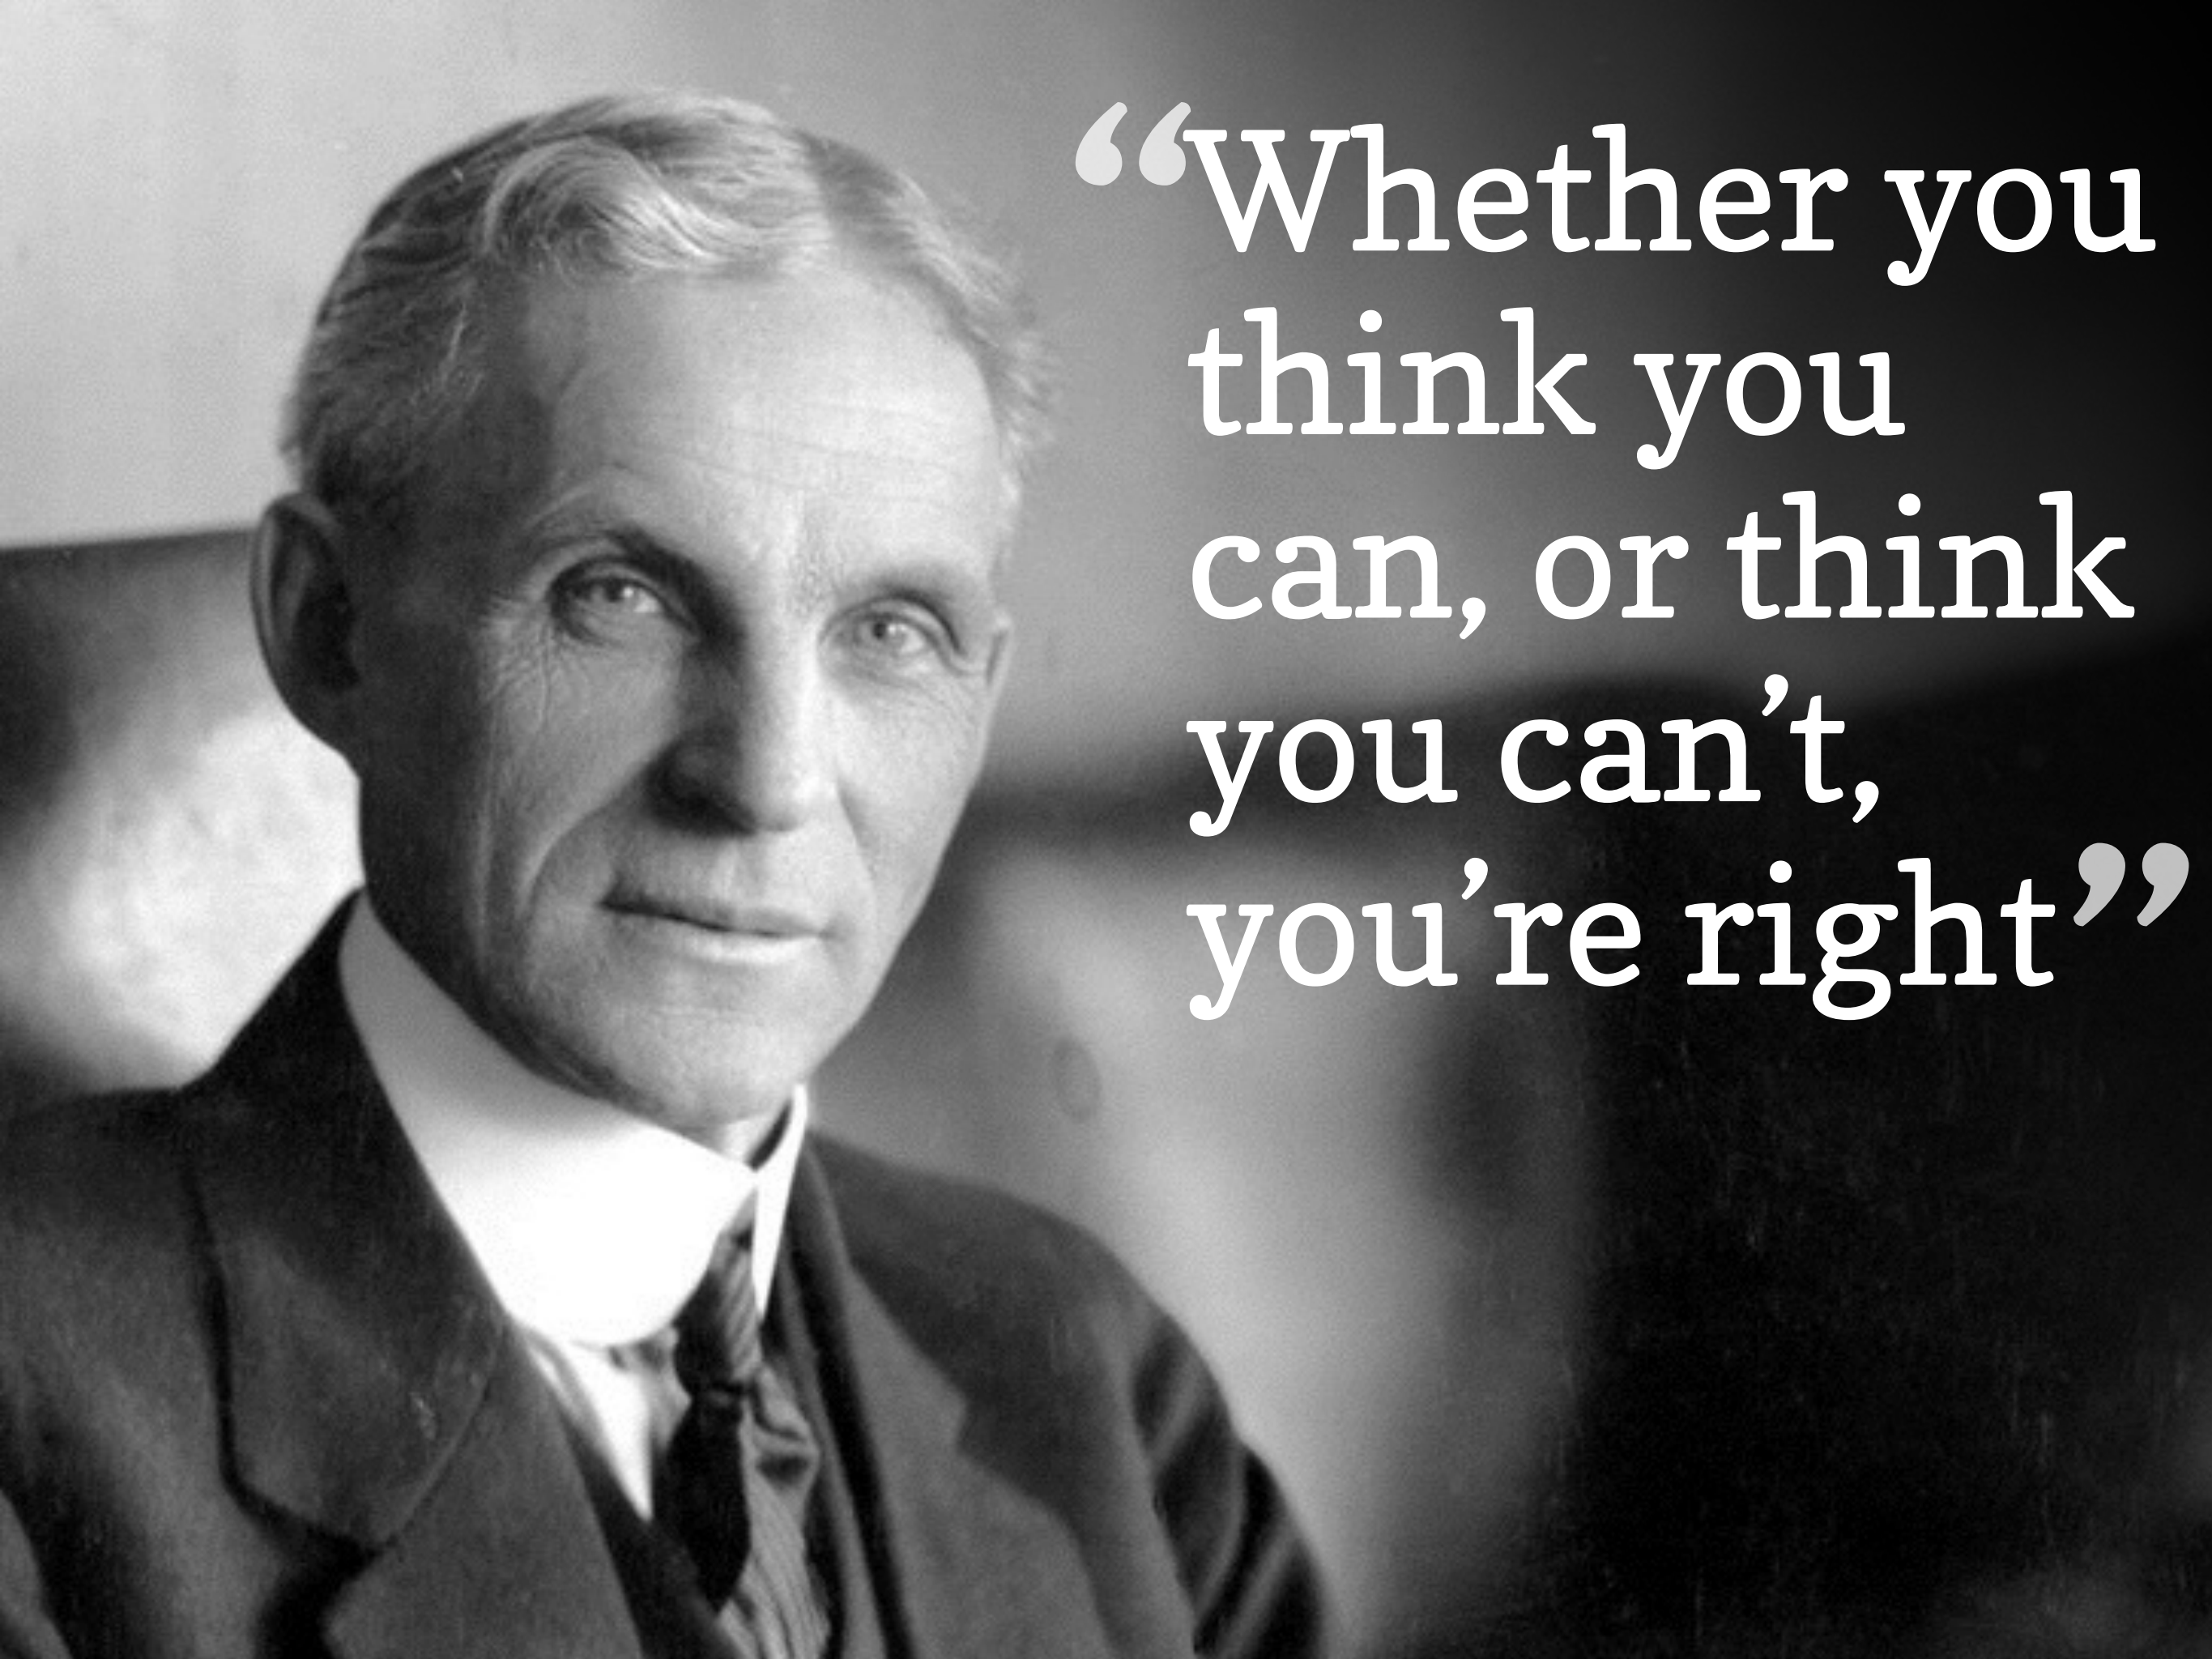 “Whether you
think you
can, or think
you can’t,
you’re right”